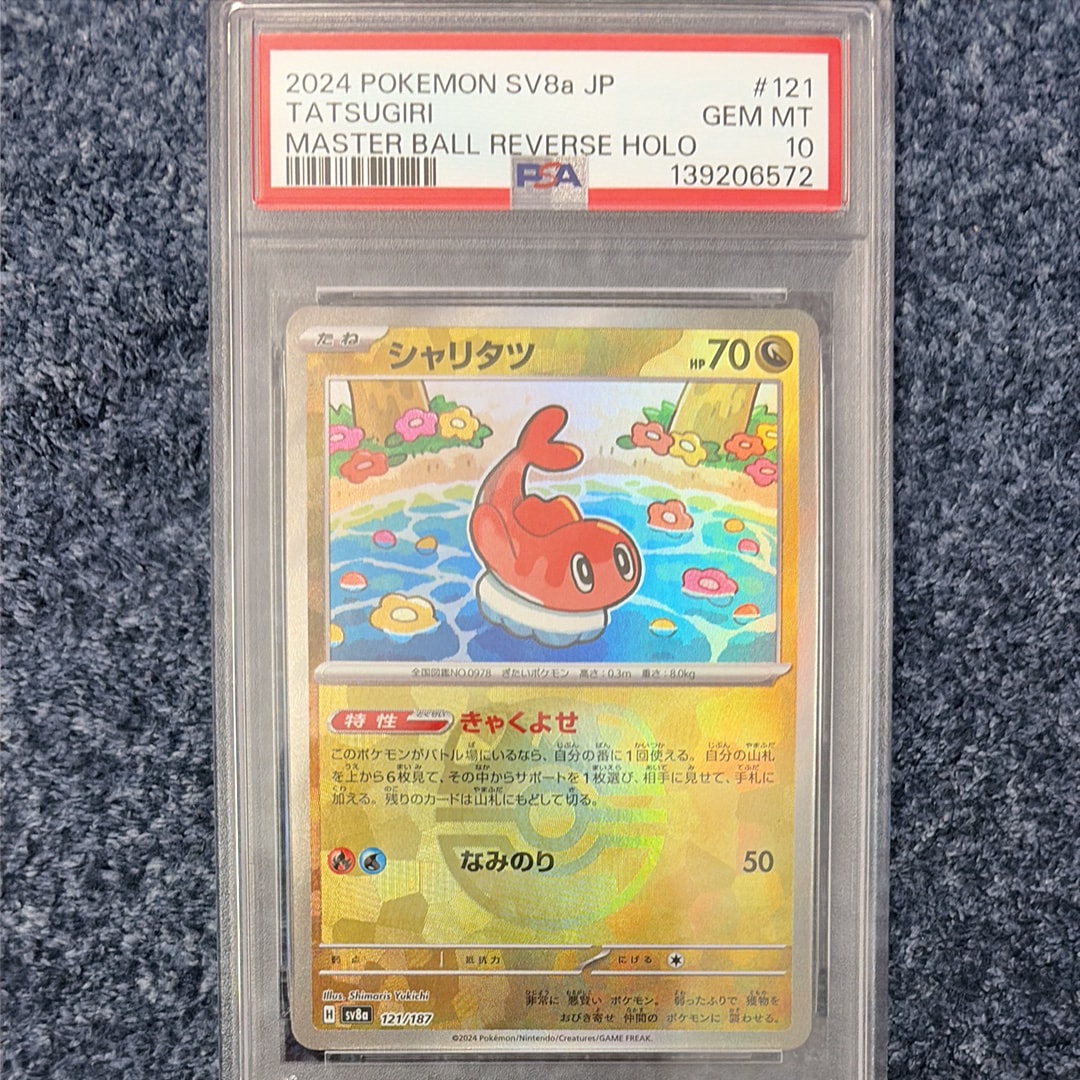 2024 POKEMON SV8a JP #121
TATSUGIRI GEM MT
MASTER BALL REVERSE HOLO 10
PSA 139206572
たね シャリタツ HP 70
全国図鑑NO.0978 ぎたいポケモン 高さ:0.3m 重さ:8.0kg
特性 とくせい きゃくよせ
このポケモンがバトル場にいるなら、自分の番に1回使える。自分の山札
を上から6枚見て、その中からサポートを1枚選び、相手に見せて、手札に
加える。残りのカードは山札にもどして切る。
なみのり 50
弱点 抵抗力 にげる
Illus. Shimaris Yukichi
非常に 悪賢い ポケモン。 弱ったふりで 獲物を
おびき寄せ 仲間の ポケモンに 襲わせる。
H sv8a 121/187
©2024 Pokémon/Nintendo/Creatures/GAME FREAK.